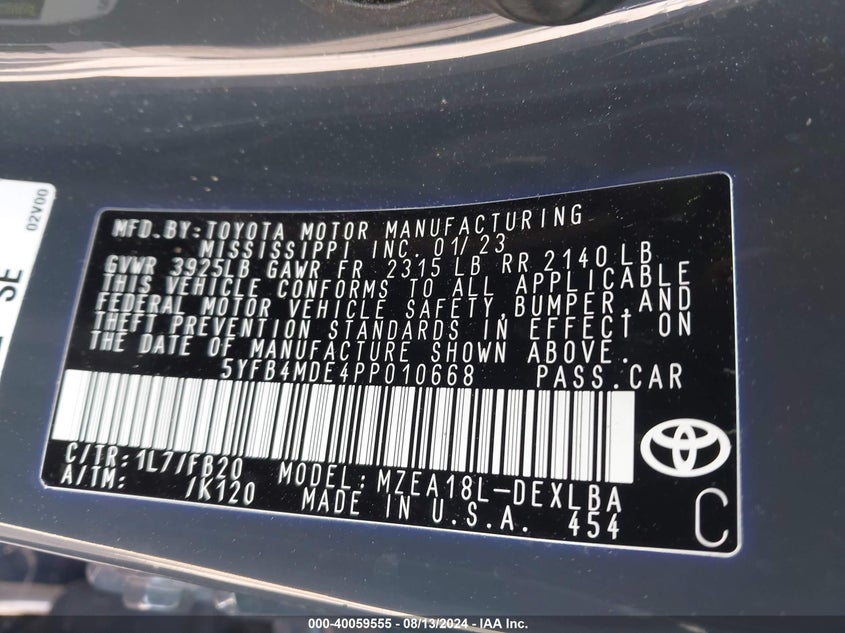 02V00
SE
MFD.BY:TOYOTA MOTOR MANUFACTURING
MISSISSIPPI INC. 01/23
GVWR 3925LB GAWR FR 2315 LB RR 2140 LB
THIS VEHICLE CONFORMS TO ALL APPLICABLE
FEDERAL MOTOR VEHICLE SAFETY,BUMPER,AND
THEFT PREVENTION STANDARDS IN EFFECT ON
THE DATE OF MANUFACTURE SHOWN ABOVE.
5YFB4MDE4PP010668 PASS.CAR
C/TR:1L7/FB20 MODEL:MZEA18L-DEXLBA
A/TM: /K120 MADE IN U.S.A. 454
C
000-40059555 - 08/13/2024 - IAA Inc.